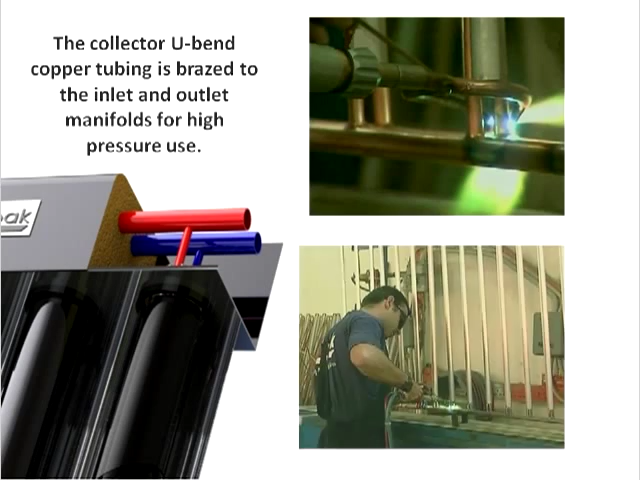 The collector U-bend
copper tubing is brazed to
the inlet and outlet
manifolds for high
pressure use.